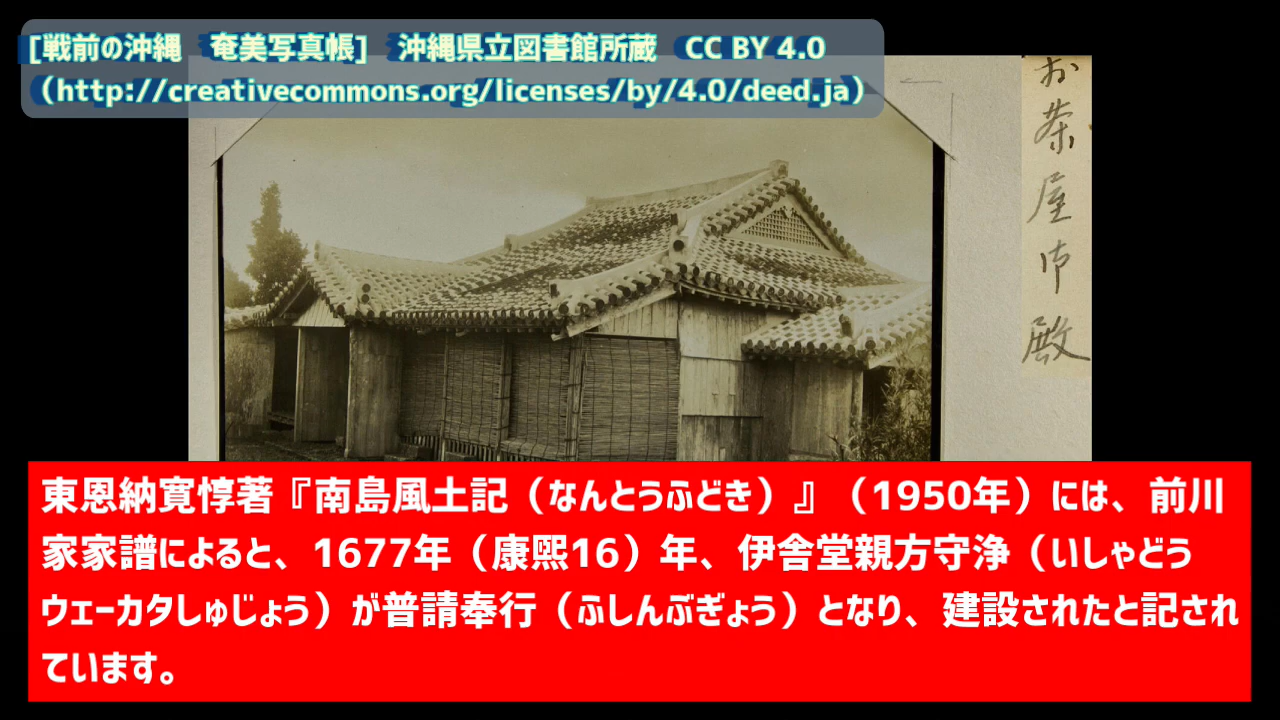 [戦前の沖縄　奄美写真帳]　沖縄県立図書館所蔵　CC BY 4.0
（http://creativecommons.org/licenses/by/4.0/deed.ja）
お茶屋御殿
東恩納寛惇著『南島風土記（なんとうふどき）』（1950年）には、前川
家家譜によると、1677年（康熙16）年、伊舎堂親方守浄（いしゃどう
ウェーカタしゅじょう）が普請奉行（ふしんぶぎょう）となり、建設されたと記され
ています。